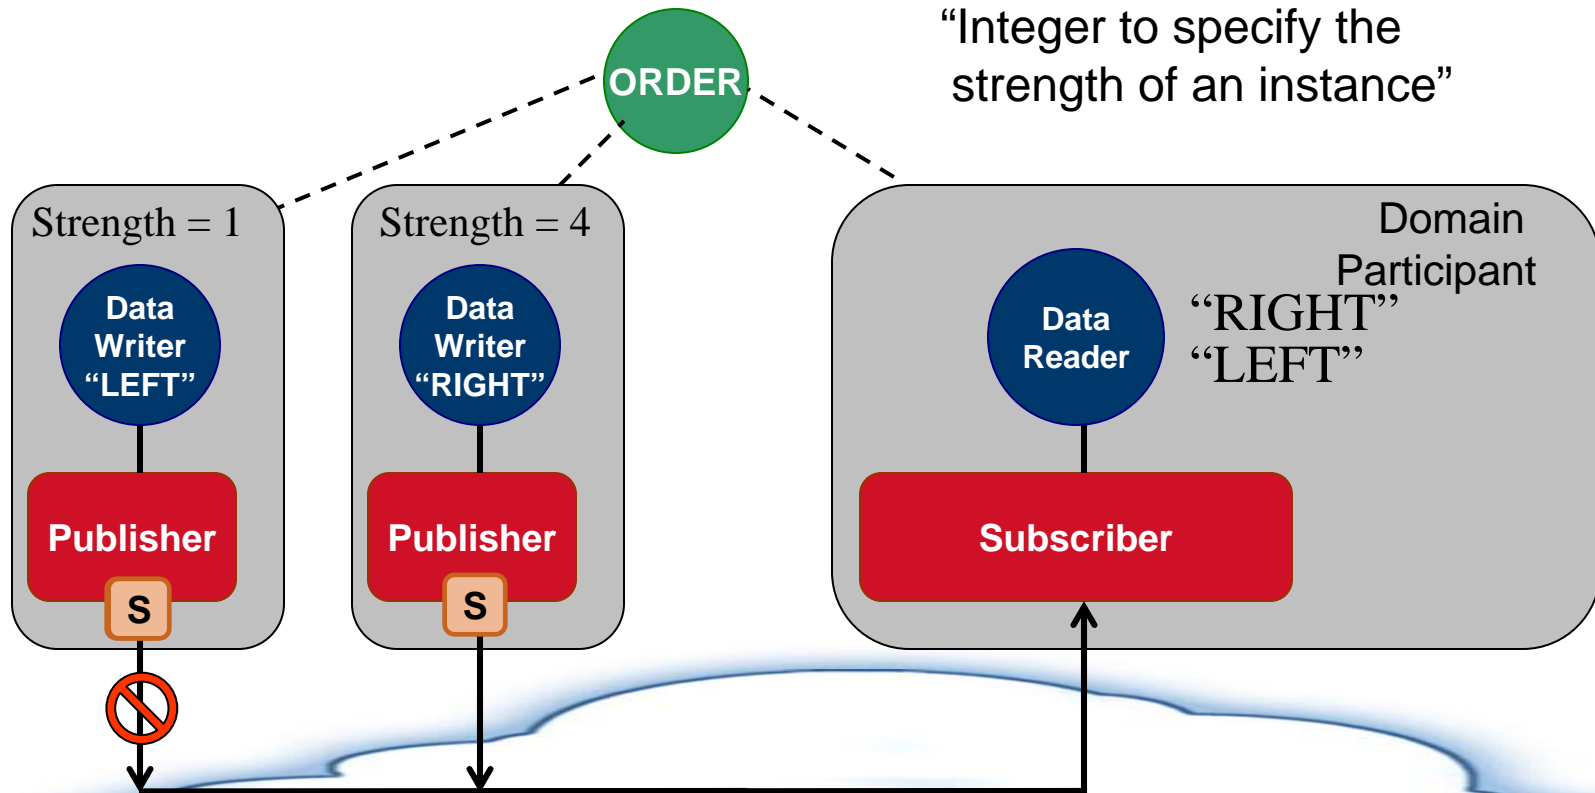 “Integer to specify the
strength of an instance”
ORDER
Strength = 1
Data
Writer
“LEFT”
Publisher
S
Strength = 4
Data
Writer
“RIGHT”
Publisher
S
Domain
Participant
Data
Reader
“RIGHT”
“LEFT”
Subscriber